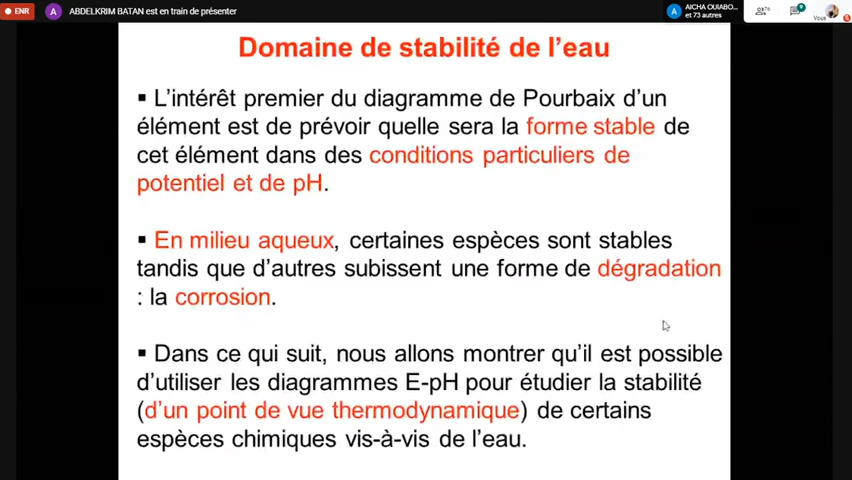 ENR
A
ABDELKRIM BATAN est en train de présenter
A
AICHA OUIABO...
et 73 autres
76
9
Vous
Domaine de stabilité de l'eau
▪ L'intérêt premier du diagramme de Pourbaix d'un
élément est de prévoir quelle sera la forme stable de
cet élément dans des conditions particuliers de
potentiel et de pH.
▪ En milieu aqueux, certaines espèces sont stables
tandis que d'autres subissent une forme de dégradation
: la corrosion.
▪ Dans ce qui suit, nous allons montrer qu'il est possible
d'utiliser les diagrammes E-pH pour étudier la stabilité
(d'un point de vue thermodynamique) de certains
espèces chimiques vis-à-vis de l'eau.